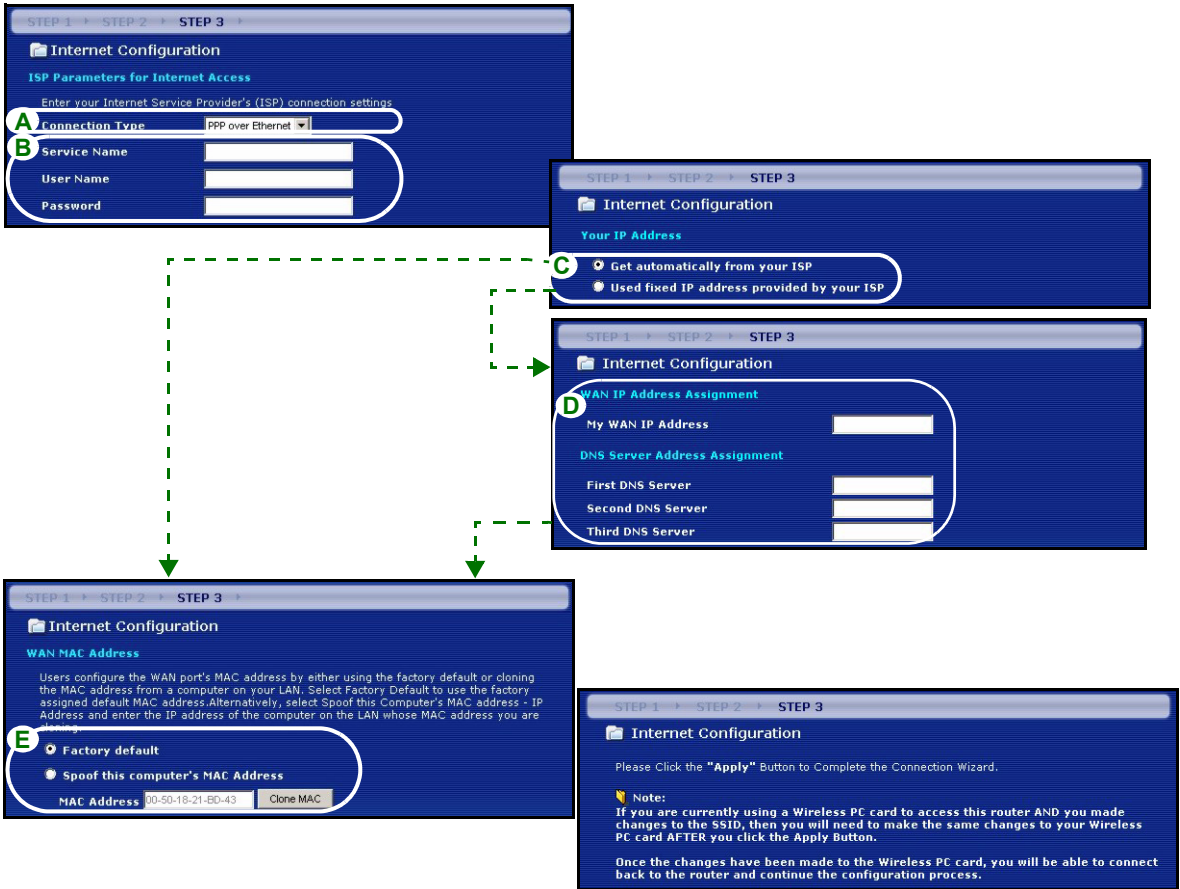 STEP 1 STEP 2 STEP 3
Internet Configuration
ISP Parameters for Internet Access
Enter your Internet Service Provider's (ISP) connection settings
A
Connection Type PPP over Ethernet
B
Service Name
User Name
Password
STEP 1 STEP 2 STEP 3
Internet Configuration
Your IP Address
C
Get automatically from your ISP
Used fixed IP address provided by your ISP
STEP 1 STEP 2 STEP 3
Internet Configuration
D
WAN IP Address Assignment
My WAN IP Address
DNS Server Address Assignment
First DNS Server
Second DNS Server
Third DNS Server
STEP 1 STEP 2 STEP 3
Internet Configuration
WAN MAC Address
Users configure the WAN port's MAC address by either using the factory default or cloning
the MAC address from a computer on your LAN. Select Factory Default to use the factory
assigned default MAC address.Alternatively, select Spoof this Computer's MAC address - IP
Address and enter the IP address of the computer on the LAN whose MAC address you are
cloning.
E
Factory default
Spoof this computer's MAC Address
MAC Address 00-50-18-21-BD-43 Clone MAC
STEP 1 STEP 2 STEP 3
Internet Configuration
Please Click the "Apply" Button to Complete the Connection Wizard.
Note:
If you are currently using a Wireless PC card to access this router AND you made
changes to the SSID, then you will need to make the same changes to your Wireless
PC card AFTER you click the Apply Button.
Once the changes have been made to the Wireless PC card, you will be able to connect
back to the router and continue the configuration process.